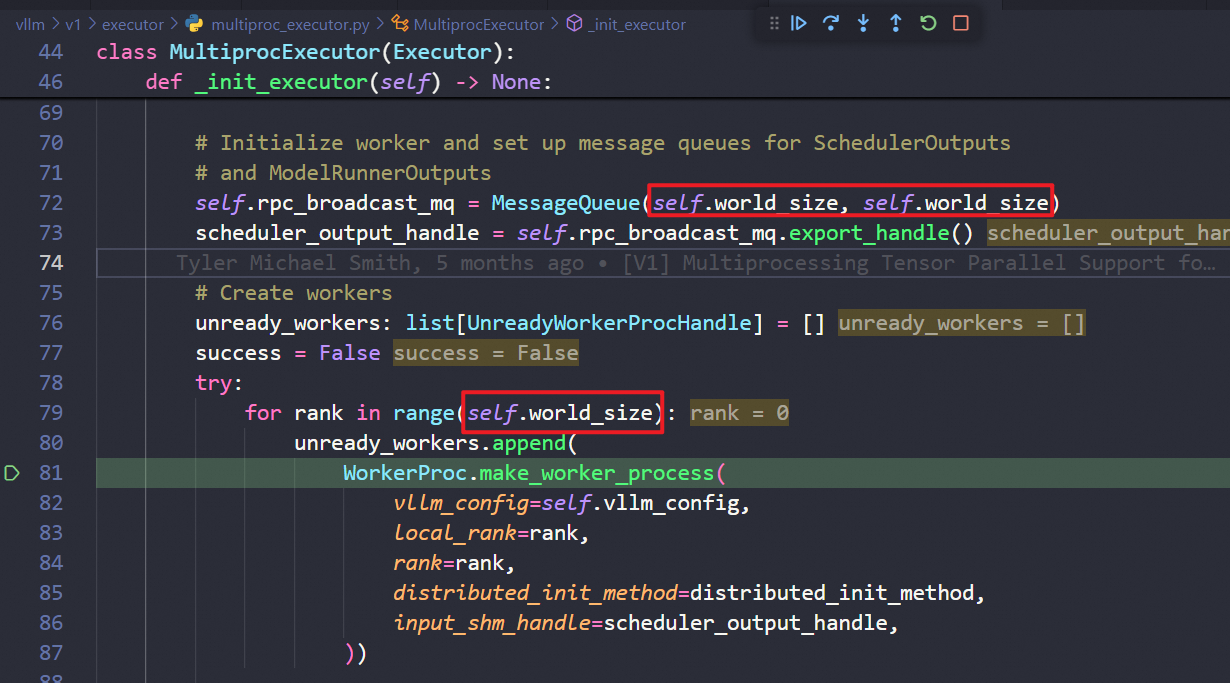 vllm > v1 > executor > multiproc_executor.py > MultiprocExecutor > _init_executor
44 class MultiprocExecutor(Executor):
46 def _init_executor(self) -> None:
69
70 # Initialize worker and set up message queues for SchedulerOutputs
71 # and ModelRunnerOutputs
72 self.rpc_broadcast_mq = MessageQueue(self.world_size, self.world_size)
73 scheduler_output_handle = self.rpc_broadcast_mq.export_handle() scheduler_output_har
74 Tyler Michael Smith, 5 months ago • [V1] Multiprocessing Tensor Parallel Support fo…
75 # Create workers
76 unready_workers: list[UnreadyWorkerProcHandle] = [] unready_workers = []
77 success = False success = False
78 try:
79 for rank in range(self.world_size): rank = 0
80 unready_workers.append(
81 WorkerProc.make_worker_process(
82 vllm_config=self.vllm_config,
83 local_rank=rank,
84 rank=rank,
85 distributed_init_method=distributed_init_method,
86 input_shm_handle=scheduler_output_handle,
87 ))
88